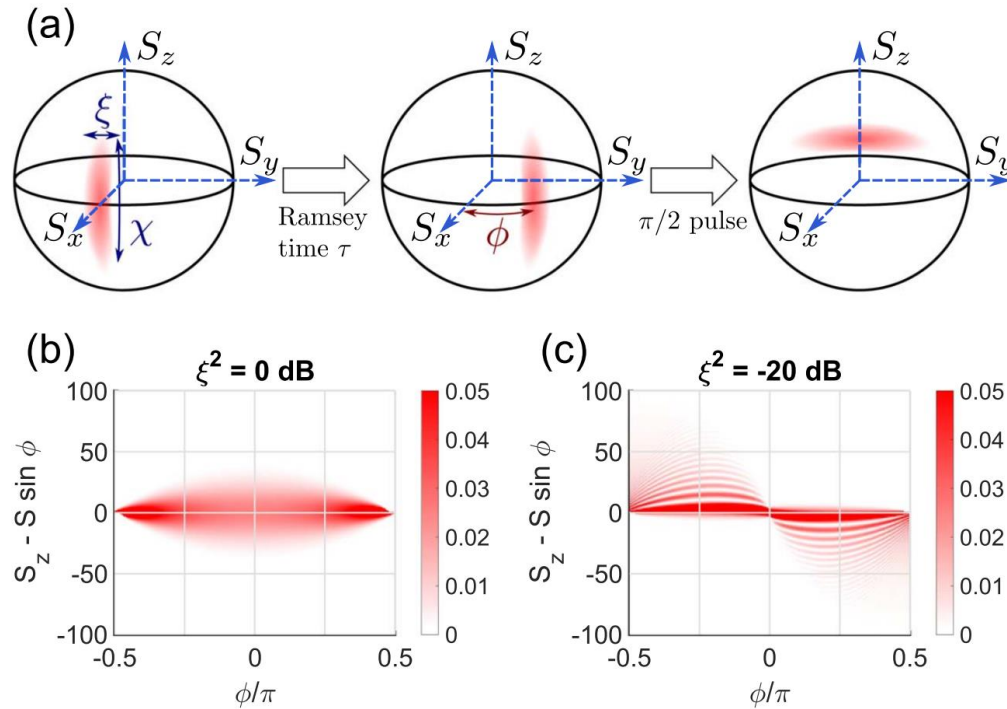 (a)
S_z
S_z
S_z
ξ
S_y
S_y
S_y
S_x
χ
Ramsey
time τ
S_x
ϕ
π/2 pulse
S_x
(b)
ξ² = 0 dB
(c)
ξ² = -20 dB
S_z - S sin ϕ
100
50
0
-50
-100
-0.5
0
0.5
ϕ/π
0.05
0.04
0.03
0.02
0.01
0
S_z - S sin ϕ
100
50
0
-50
-100
-0.5
0
0.5
ϕ/π
0.05
0.04
0.03
0.02
0.01
0